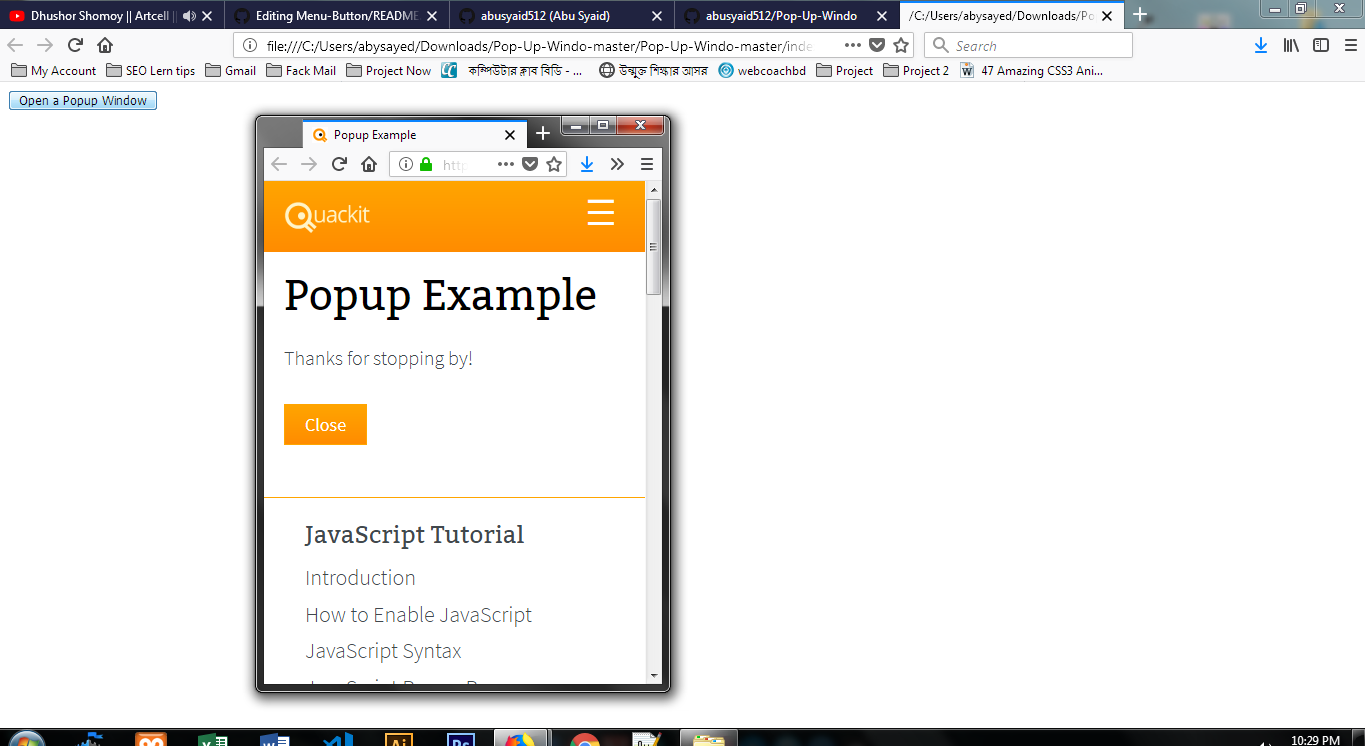 Dhushor Shomoy || Artcell ||
Editing Menu-Button/README
abusyaid512 (Abu Syaid)
abusyaid512/Pop-Up-Windo
/C:/Users/abysayed/Downloads/Po
file:///C:/Users/abysayed/Downloads/Pop-Up-Windo-master/Pop-Up-Windo-master/inde
Search
My Account
SEO Lern tips
Gmail
Fack Mail
Project Now
কম্পিউটার ক্লাব বিডি - ...
উন্মুক্ত শিক্ষার আসর
webcoachbd
Project
Project 2
47 Amazing CSS3 Ani...
Open a Popup Window
Popup Example
http
Quackit
Popup Example
Thanks for stopping by!
Close
JavaScript Tutorial
Introduction
How to Enable JavaScript
JavaScript Syntax
10:29 PM